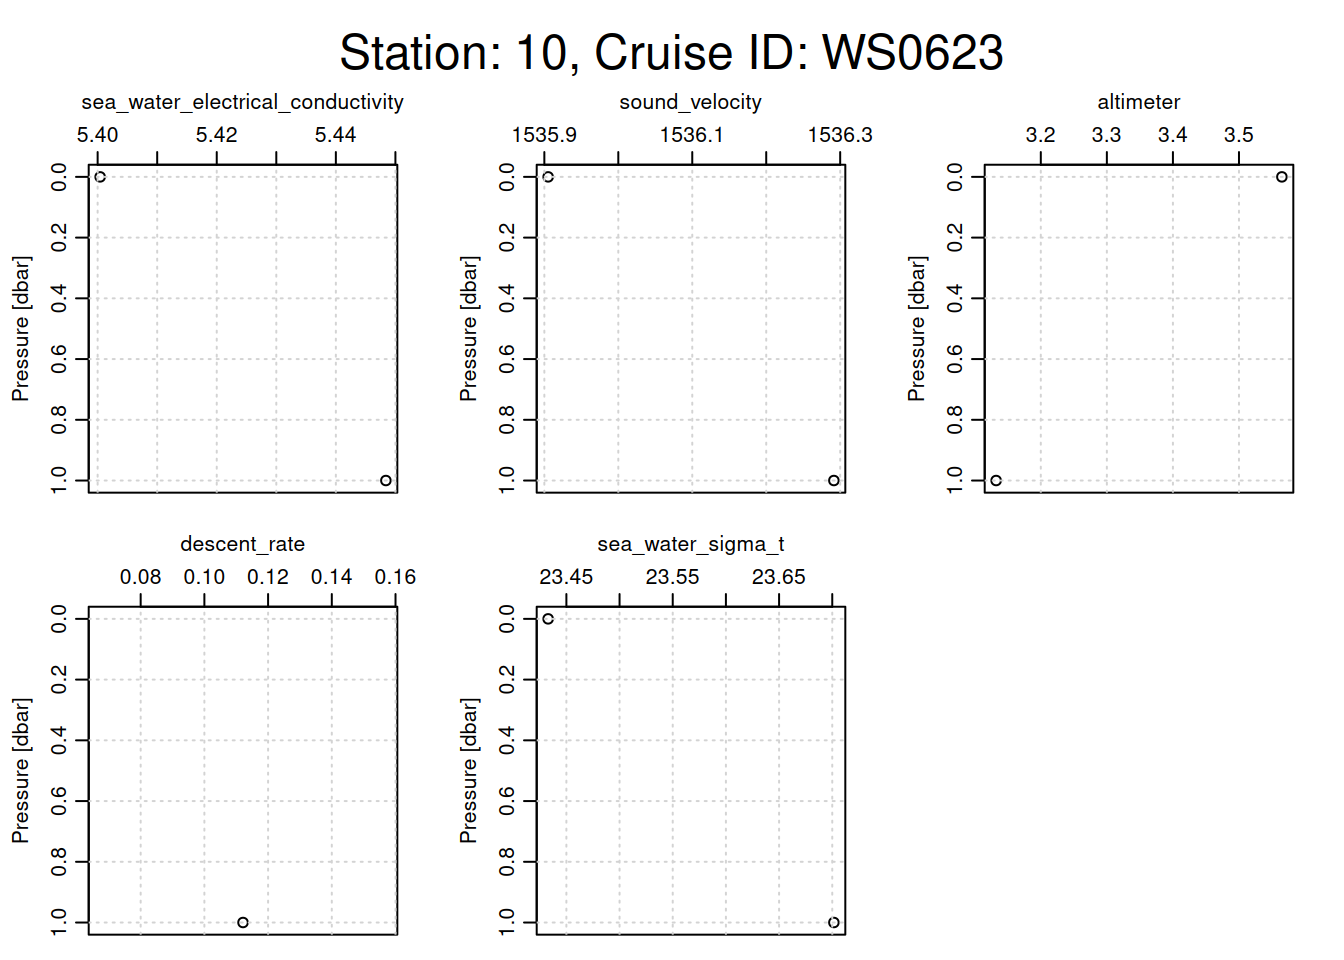 Station: 10, Cruise ID: WS0623
sea_water_electrical_conductivity
5.40 5.42 5.44
Pressure [dbar]
0.0 0.2 0.4 0.6 0.8 1.0
sound_velocity
1535.9 1536.1 1536.3
Pressure [dbar]
0.0 0.2 0.4 0.6 0.8 1.0
altimeter
3.2 3.3 3.4 3.5
Pressure [dbar]
0.0 0.2 0.4 0.6 0.8 1.0
descent_rate
0.08 0.10 0.12 0.14 0.16
Pressure [dbar]
0.0 0.2 0.4 0.6 0.8 1.0
sea_water_sigma_t
23.45 23.55 23.65
Pressure [dbar]
0.0 0.2 0.4 0.6 0.8 1.0